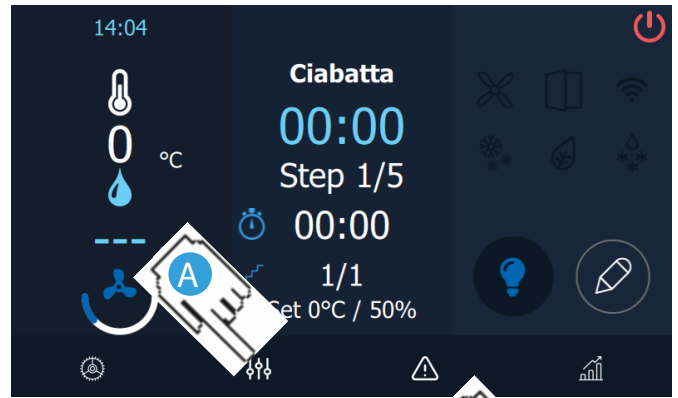 14:04
Ciabatta
00:00
Step 1/5
00:00
1/1
Set 0°C / 50%
0 °C
---
A